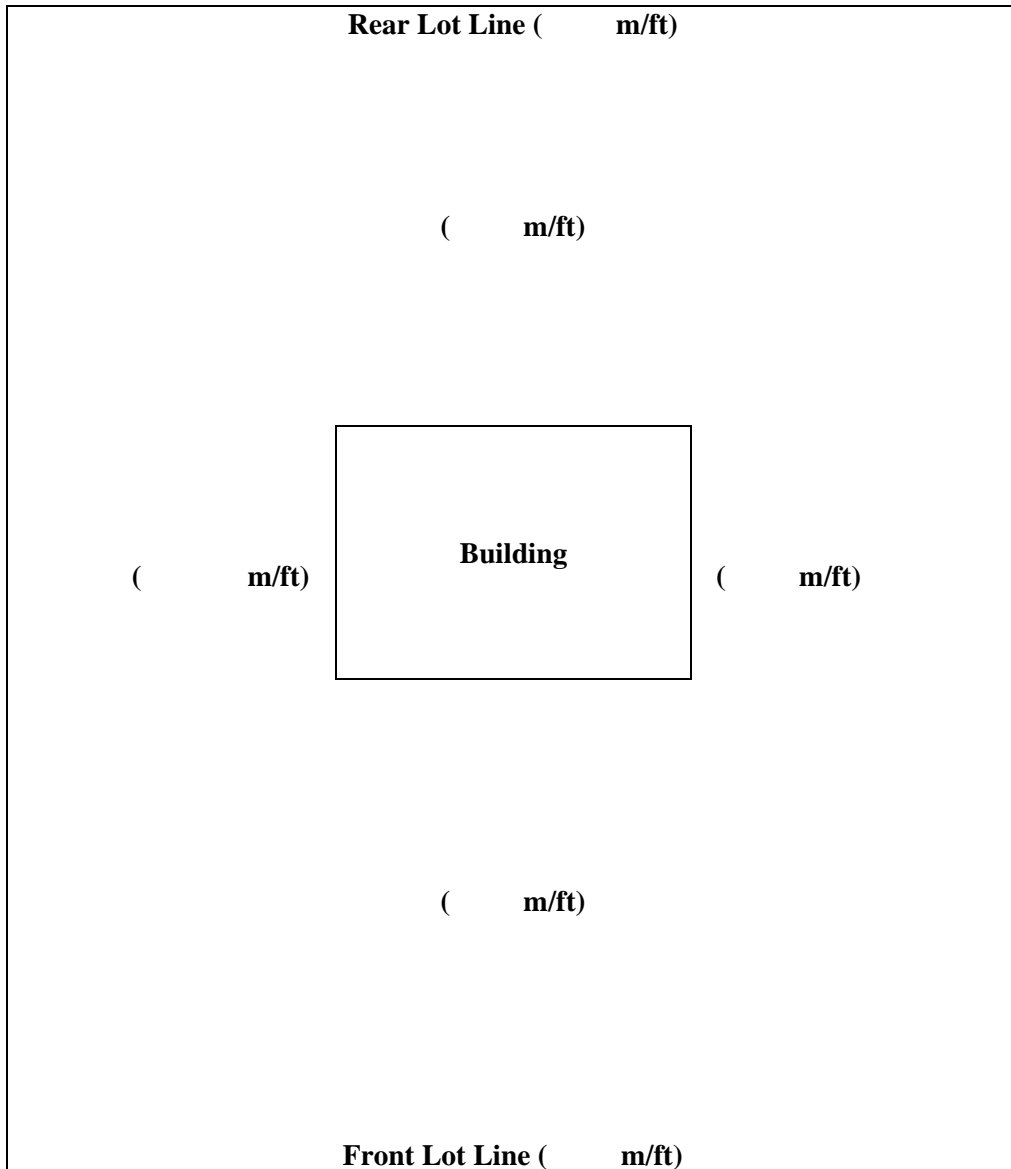 Rear Lot Line (          m/ft)
(          m/ft)
Building
(              m/ft)
(          m/ft)
(          m/ft)
Front Lot Line (          m/ft)